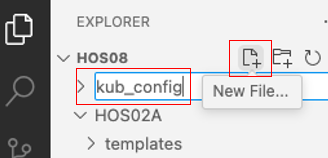 EXPLORER
HOS08
kub_config
New File...
HOS02A
templates